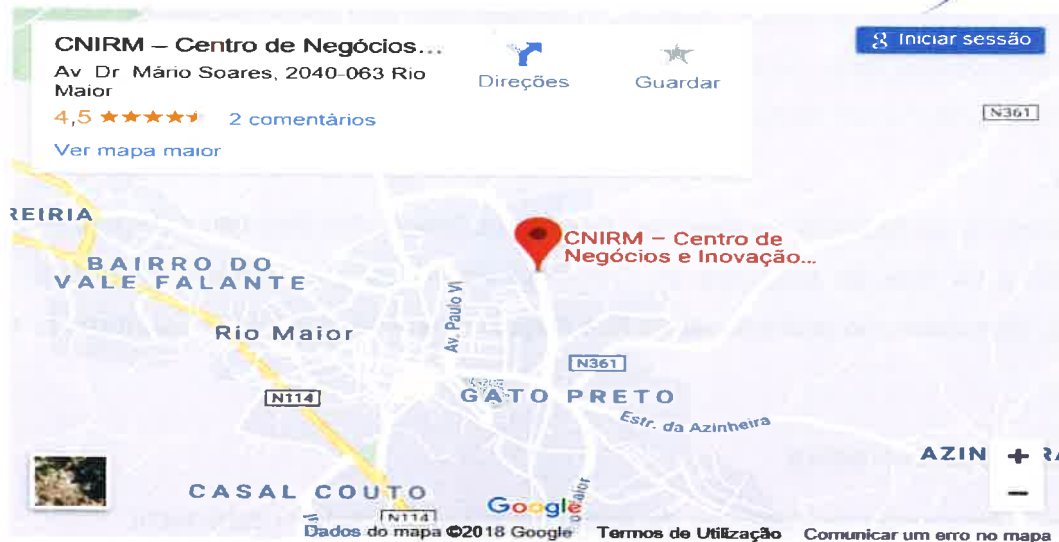 CNIRM – Centro de Negócios...
Av Dr Mário Soares, 2040-063 Rio
Maior
4,5
2 comentários
Ver mapa maior
Direções
Guardar
Iniciar sessão
N361
REIRIA
BAIRRO DO
VALE FALANTE
CNIRM – Centro de
Negócios e Inovação...
Av. Paulo VI
Rio Maior
N361
N114
GATO PRETO
Estr. da Azinheira
AZIN
+
−
CASAL COUTO
N114
Google
Dados do mapa ©2018 Google
Termos de Utilização
Comunicar um erro no mapa